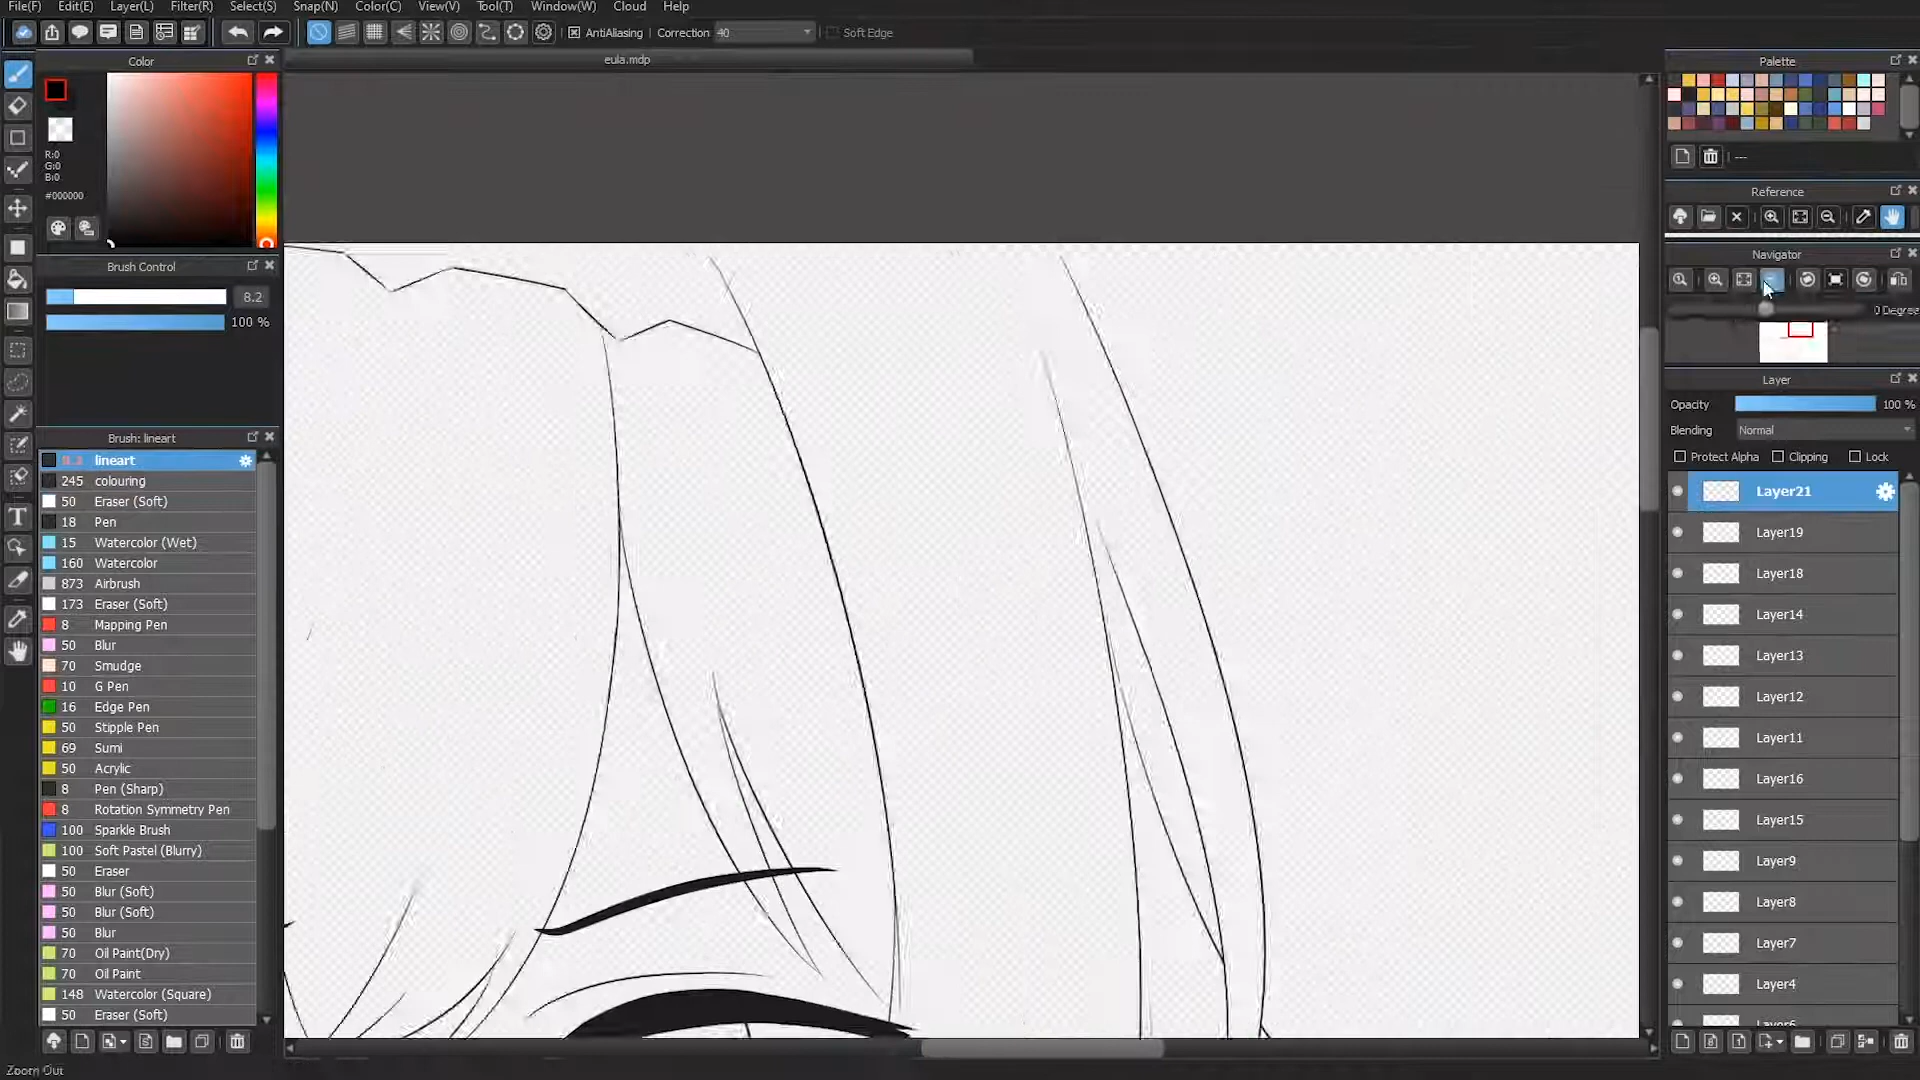 File(F) Edit(E) Layer(L) Filter(R) Select(S) Snap(N) Color(C) View(V) Tool(T) Window(W) Cloud Help
AntiAliasing Correction 40 Soft Edge
eula.mdp
Color
R:0
G:0
B:0
#000000
Brush Control
8.2
100 %
Brush: lineart
lineart
245 colouring
50 Eraser (Soft)
18 Pen
15 Watercolor (Wet)
160 Watercolor
873 Airbrush
173 Eraser (Soft)
8 Mapping Pen
50 Blur
70 Smudge
10 G Pen
16 Edge Pen
50 Stipple Pen
69 Sumi
50 Acrylic
8 Pen (Sharp)
8 Rotation Symmetry Pen
100 Sparkle Brush
100 Soft Pastel (Blurry)
50 Eraser
50 Blur (Soft)
50 Blur (Soft)
50 Blur
70 Oil Paint(Dry)
70 Oil Paint
148 Watercolor (Square)
50 Eraser (Soft)
Zoom Out
Palette
---
Reference
Navigator
0 Degree
Layer
Opacity 100 %
Blending Normal
Protect Alpha Clipping Lock
Layer21
Layer19
Layer18
Layer14
Layer13
Layer12
Layer11
Layer16
Layer15
Layer9
Layer8
Layer7
Layer4
Layer6